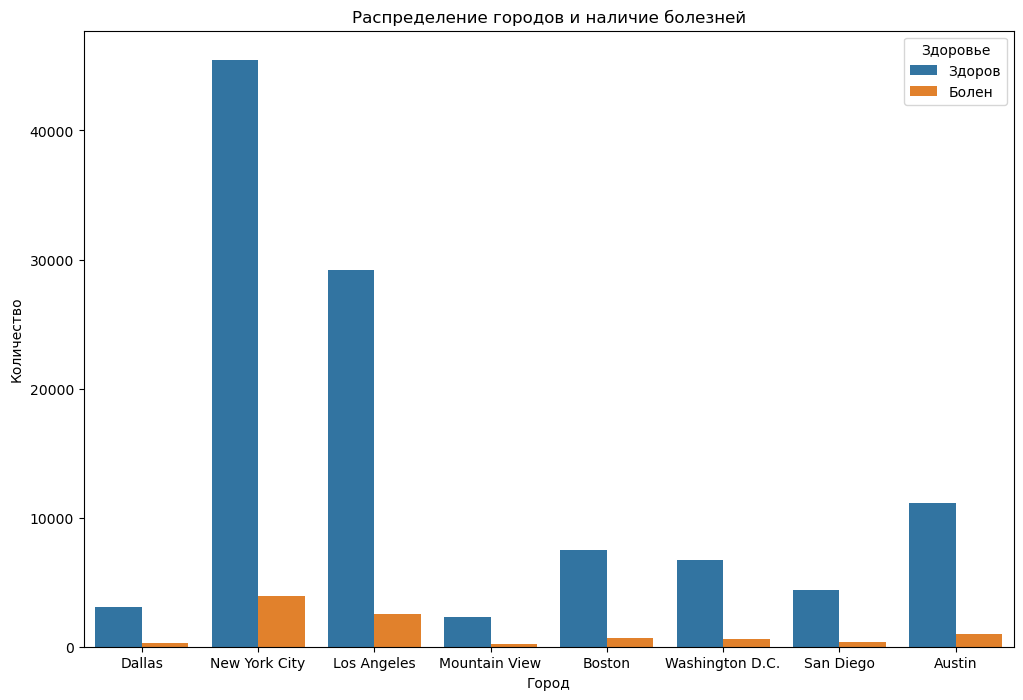 Распределение городов и наличие болезней
Здоровье
Здоров
Болен
Количество
40000
30000
20000
10000
0
Dallas
New York City
Los Angeles
Mountain View
Boston
Washington D.C.
San Diego
Austin
Город